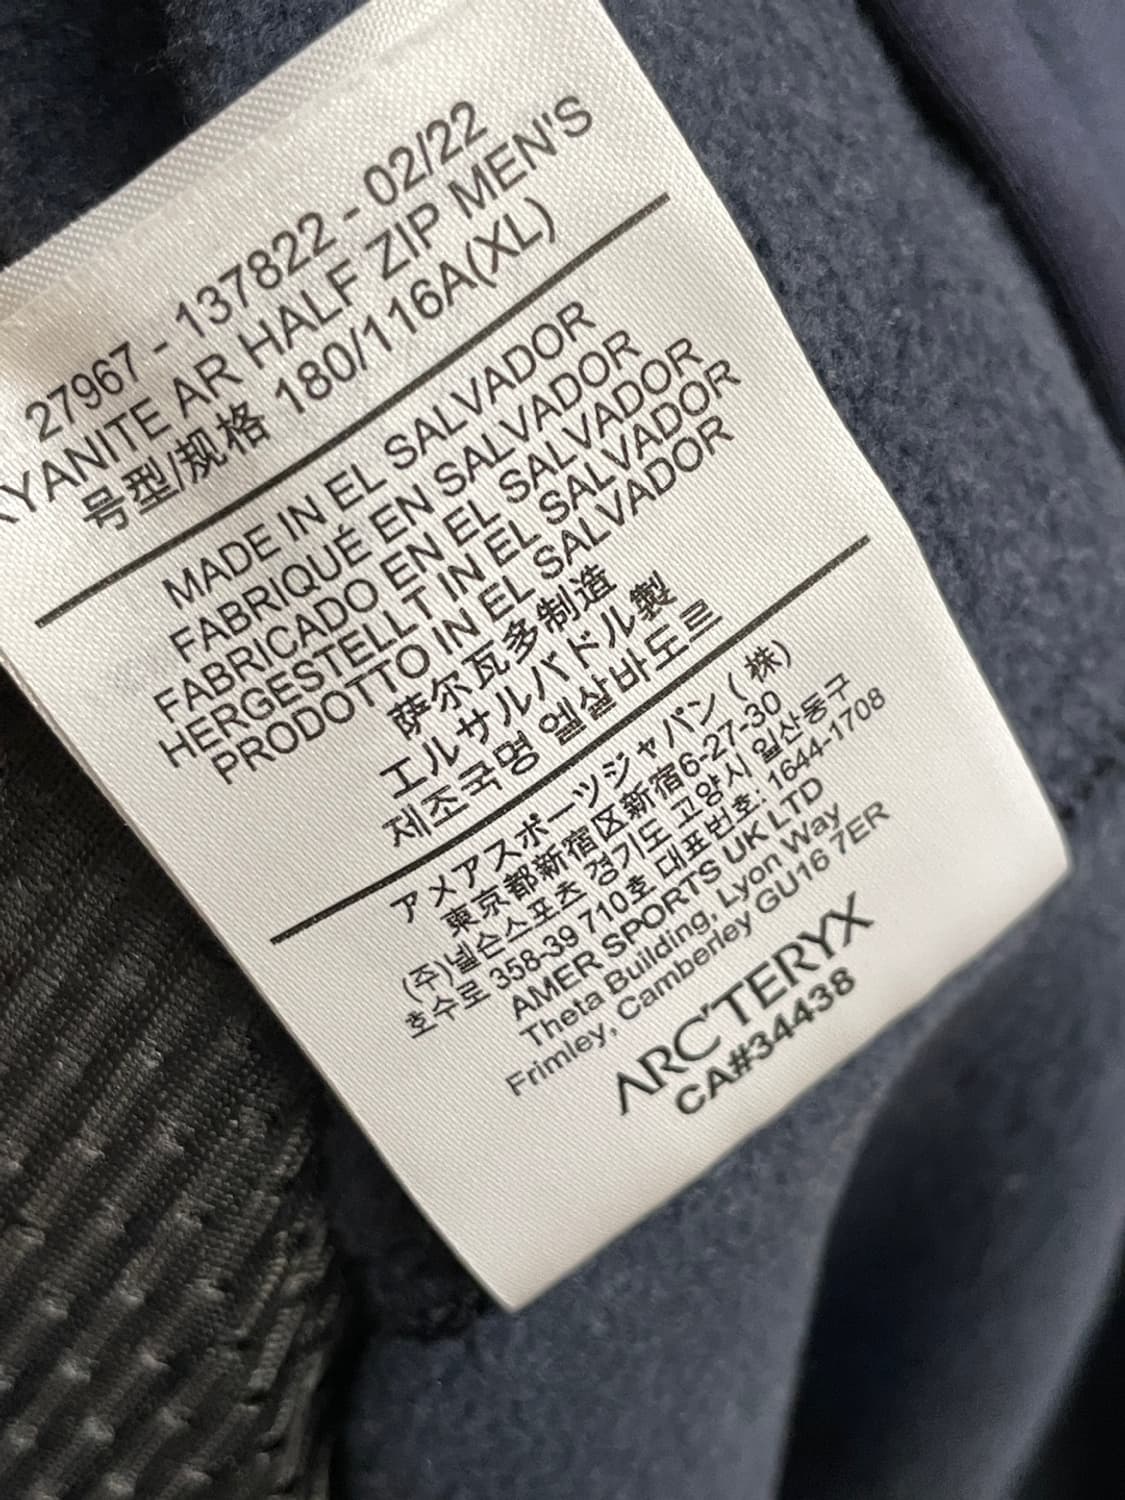 27967 - 137822 - 02/22
KYANITE AR HALF ZIP MEN'S
号型/规格 180/116A(XL)
MADE IN EL SALVADOR
FABRIQUÉ EN SALVADOR
FABRICADO EN EL SALVADOR
HERGESTELLT IN EL SALVADOR
PRODOTTO IN EL SALVADOR
萨尔瓦多制造
エルサルバドル製
제조국명 엘살바도르
アメアスポーツジャパン ( 株)
東京都新宿区新宿6-27-30
(주)넬슨스포츠 경기도 고양시 일산동구
호수로 358-39 710호 대표번호: 1644-1708
AMER SPORTS UK LTD
Theta Building, Lyon Way
Frimley, Camberley GU16 7ER
ARC'TERYX
CA#34438